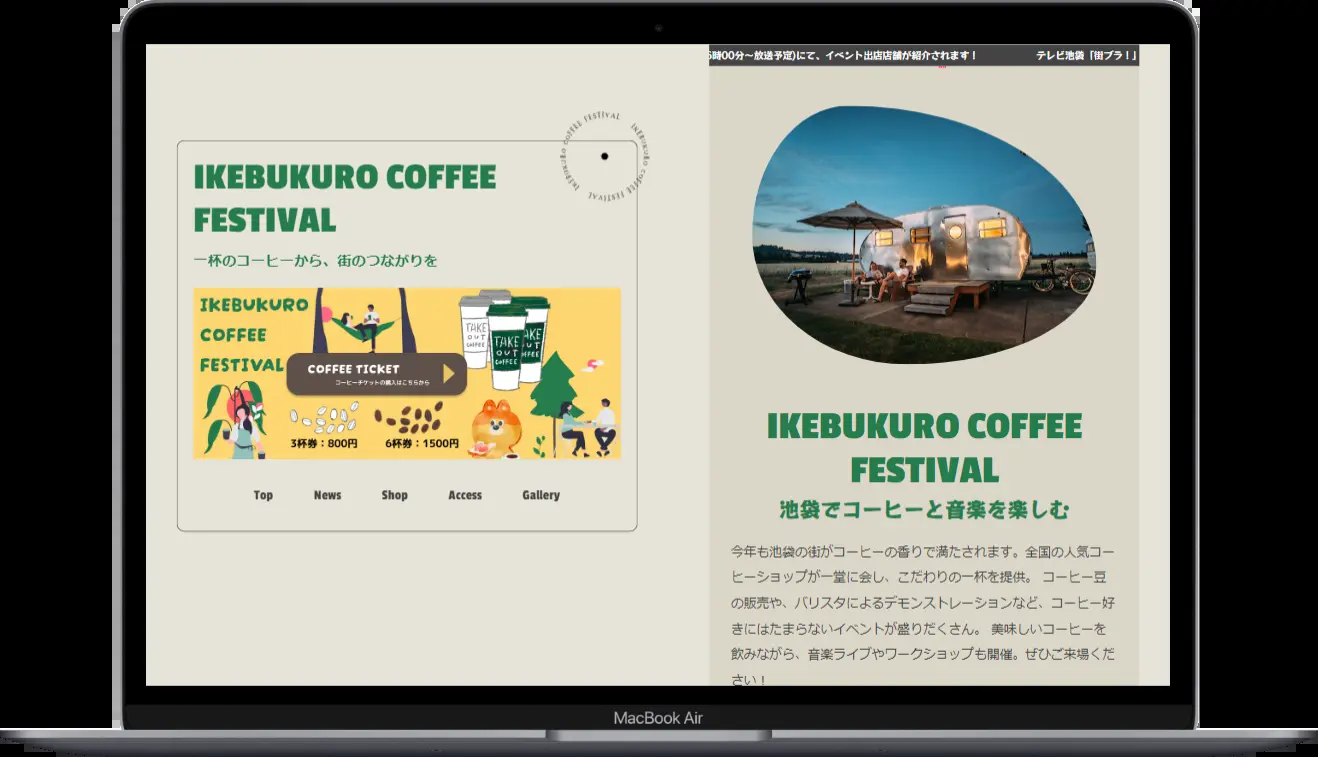 IKEBUKURO COFFEE
FESTIVAL
一杯のコーヒーから、街のつながりを
IKEBUKURO COFFEE FESTIVAL IKEBUKURO COFFEE FESTIVAL
IKEBUKURO
COFFEE
FESTIVAL
TAKE
OUT
COFFEE
TAKE
OUT
COFFEE
TAKE
OUT
COFFEE
COFFEE TICKET
コーヒーチケットの購入はこちらから
3杯券：800円
6杯券：1500円
Top News Shop Access Gallery
時00分～放送予定)にて、イベント出店店舗が紹介されます！ テレビ池袋「街ブラ！」
IKEBUKURO COFFEE
FESTIVAL
池袋でコーヒーと音楽を楽しむ
今年も池袋の街がコーヒーの香りで満たされます。全国の人気コー
ヒーショップが一堂に会し、こだわりの一杯を提供。 コーヒー豆
の販売や、バリスタによるデモンストレーションなど、コーヒー好
きにはたまらないイベントが盛りだくさん。 美味しいコーヒーを
飲みながら、音楽ライブやワークショップも開催。ぜひご来場くだ
さい！
MacBook Air